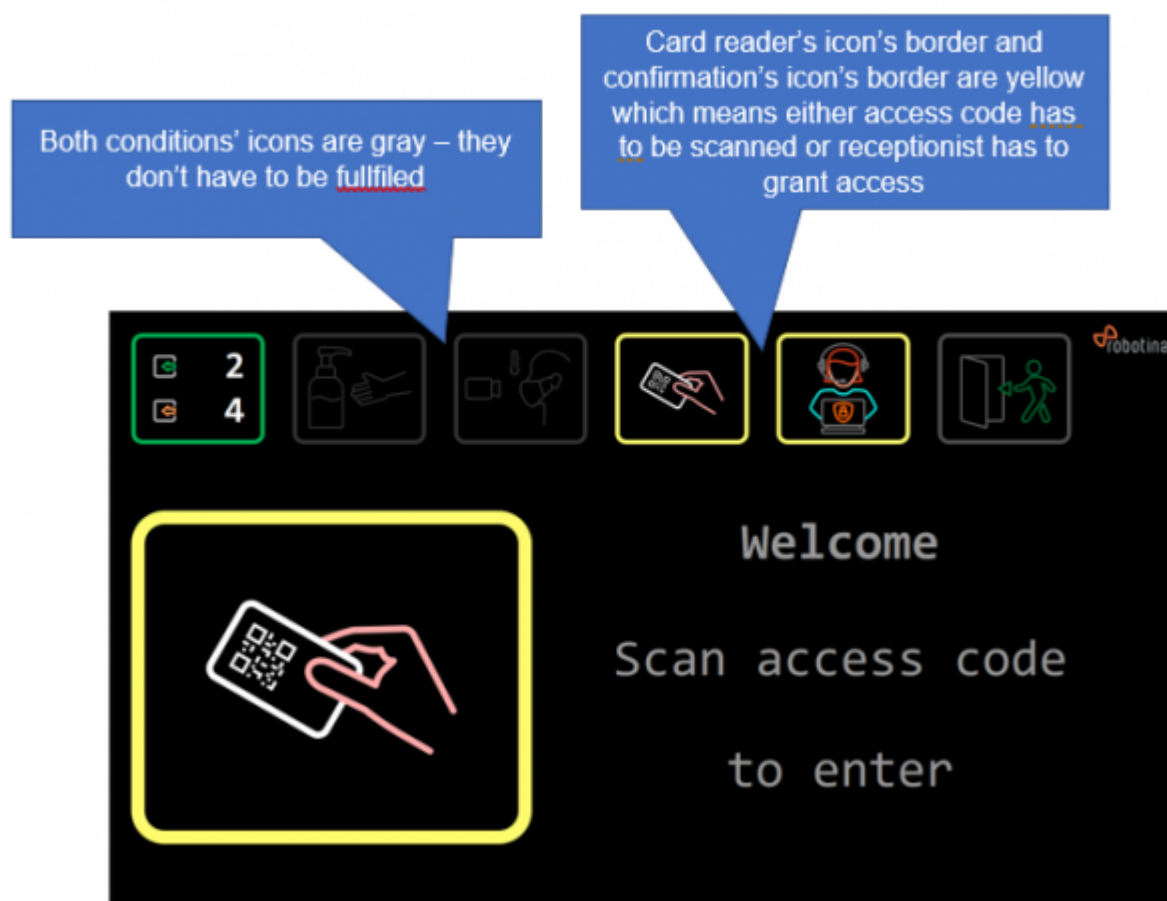 Both conditions' icons are gray – they
don't have to be fullfiled
Card reader's icon's border and
confirmation's icon's border are yellow
which means either access code has
to be scanned or receptionist has to
grant access
2
4
robotina
Welcome
Scan access code
to enter